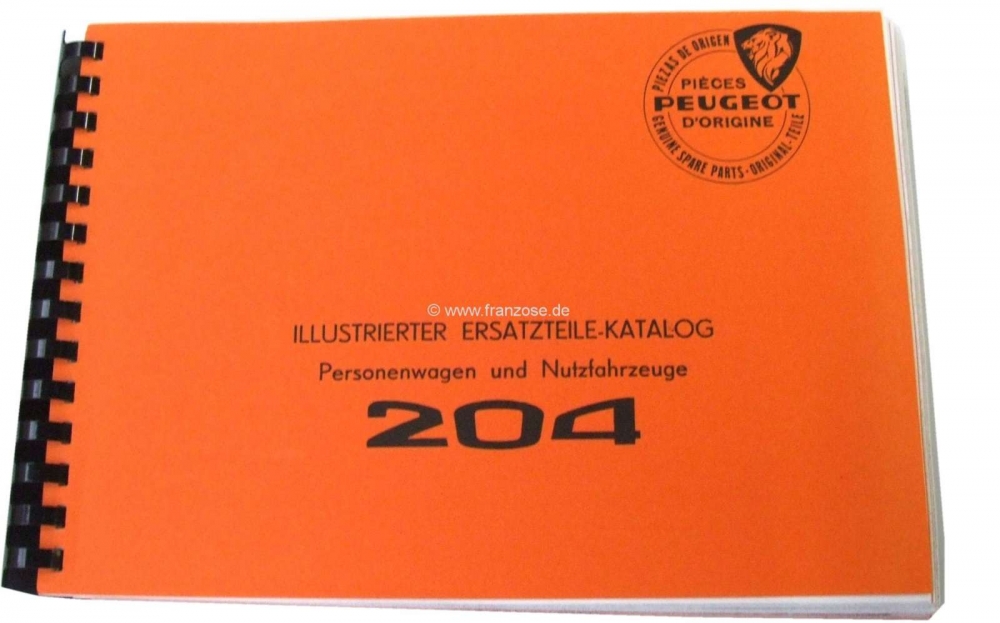 PIEZAS DE ORIGEN
PIÈCES
PEUGEOT
D'ORIGINE
GENUINE SPARE PARTS - ORIGINAL-TEILE
© www.franzose.de
ILLUSTRIERTER ERSATZTEILE-KATALOG
Personenwagen und Nutzfahrzeuge
204